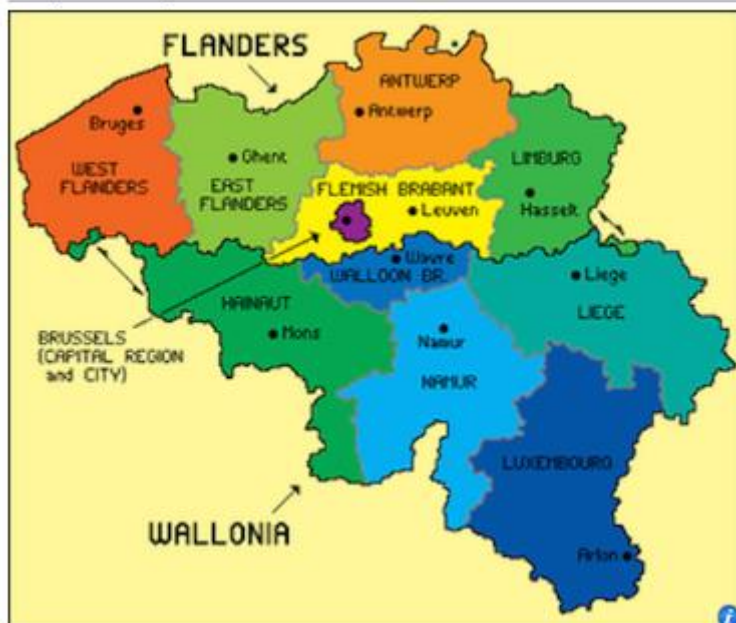 FLANDERS
ANTWERP
Antwerp
Bruges
WEST
FLANDERS
Ghent
EAST
FLANDERS
LIMBURG
Hasselt
FLEMISH BRABANT
Leuven
Wavre
WALLOON BR.
Liege
LIEGE
HAINAUT
Mons
BRUSSELS
(CAPITAL REGION
and CITY)
Namur
NAMUR
LUXEMBOURG
WALLONIA
Arlon
i